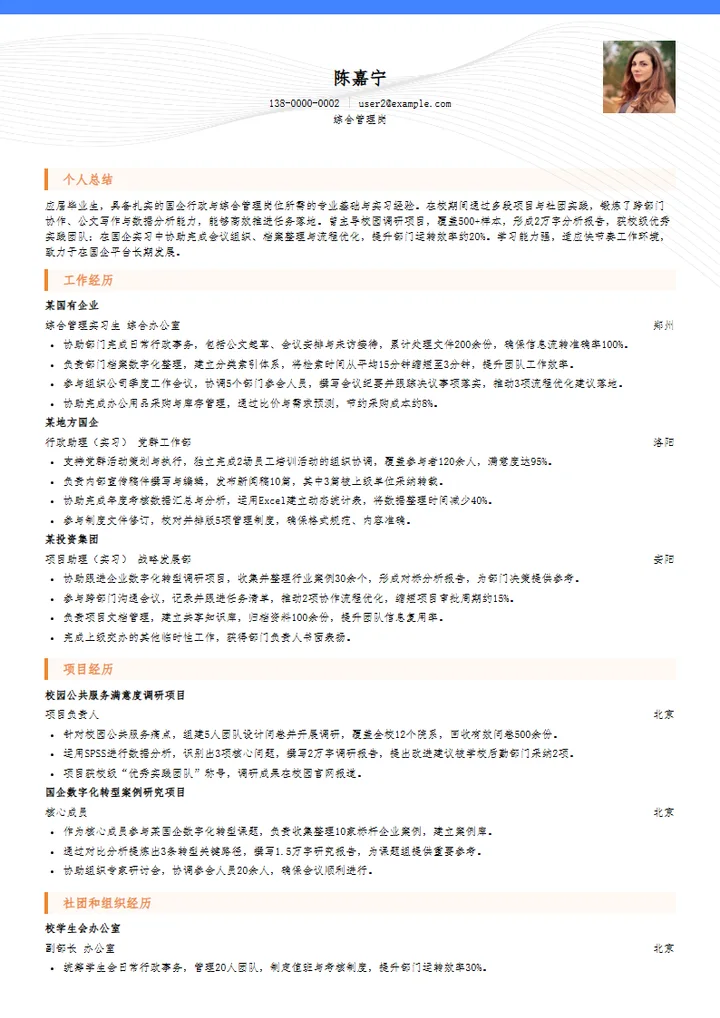 陈嘉宁
138-0000-0002 | user2@example.com
综合管理岗
个人总结
应届毕业生，具备扎实的国企行政与综合管理岗位所需的专业基础与实习经验。在校期间通过多段项目与社团实践，锻炼了跨部门
协作、公文写作与数据分析能力，能够高效推进任务落地。曾主导校园调研项目，覆盖500+样本，形成2万字分析报告，获校级优秀
实践团队；在国企实习中协助完成会议组织、档案整理与流程优化，提升部门运转效率约20%。学习能力强，适应快节奏工作环境，
致力于在国企平台长期发展。
工作经历
某国有企业
综合管理实习生 综合办公室 郑州
• 协助部门完成日常行政事务，包括公文起草、会议安排与来访接待，累计处理文件200余份，确保信息流转准确率100%。
• 负责部门档案数字化整理，建立分类索引体系，将检索时间从平均15分钟缩短至3分钟，提升团队工作效率。
• 参与组织公司季度工作会议，协调5个部门参会人员，撰写会议纪要并跟踪决议事项落实，推动3项流程优化建议落地。
• 协助完成办公用品采购与库存管理，通过比价与需求预测，节约采购成本约8%。
某地方国企
行政助理（实习） 党群工作部 洛阳
• 支持党群活动策划与执行，独立完成2场员工培训活动的组织协调，覆盖参与者120余人，满意度达95%。
• 负责内部宣传稿件撰写与编辑，发布新闻稿10篇，其中3篇被上级单位采纳转载。
• 协助完成年度考核数据汇总与分析，运用Excel建立动态统计表，将数据整理时间减少40%。
• 参与制度文件修订，校对并排版5项管理制度，确保格式规范、内容准确。
某投资集团
项目助理（实习） 战略发展部 安阳
• 协助跟进企业数字化转型调研项目，收集并整理行业案例30余个，形成对标分析报告，为部门决策提供参考。
• 参与跨部门沟通会议，记录并跟进任务清单，推动2项协作流程优化，缩短项目审批周期约15%。
• 负责项目文档管理，建立共享知识库，归档资料100余份，提升团队信息复用率。
• 完成上级交办的其他临时性工作，获得部门负责人书面表扬。
项目经历
校园公共服务满意度调研项目
项目负责人 北京
• 针对校园公共服务痛点，组建5人团队设计问卷并开展调研，覆盖全校12个院系，回收有效问卷500余份。
• 运用SPSS进行数据分析，识别出3项核心问题，撰写2万字调研报告，提出改进建议被学校后勤部门采纳2项。
• 项目获校级“优秀实践团队”称号，调研成果在校园官网报道。
国企数字化转型案例研究项目
核心成员 北京
• 作为核心成员参与某国企数字化转型课题，负责收集整理10家标杆企业案例，建立案例库。
• 通过对比分析提炼出3条转型关键路径，撰写1.5万字研究报告，为课题组提供重要参考。
• 协助组织专家研讨会，协调参会人员20余人，确保会议顺利进行。
社团和组织经历
校学生会办公室
副部长 办公室 北京
• 统筹学生会日常行政事务，管理20人团队，制定值班与考核制度，提升部门运转效率30%。